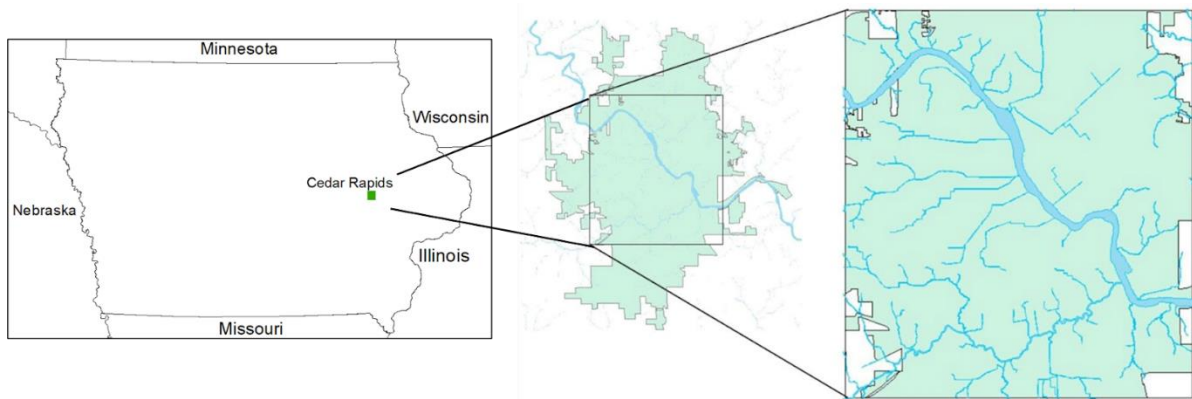 Minnesota
Wisconsin
Cedar Rapids
Nebraska
Illinois
Missouri